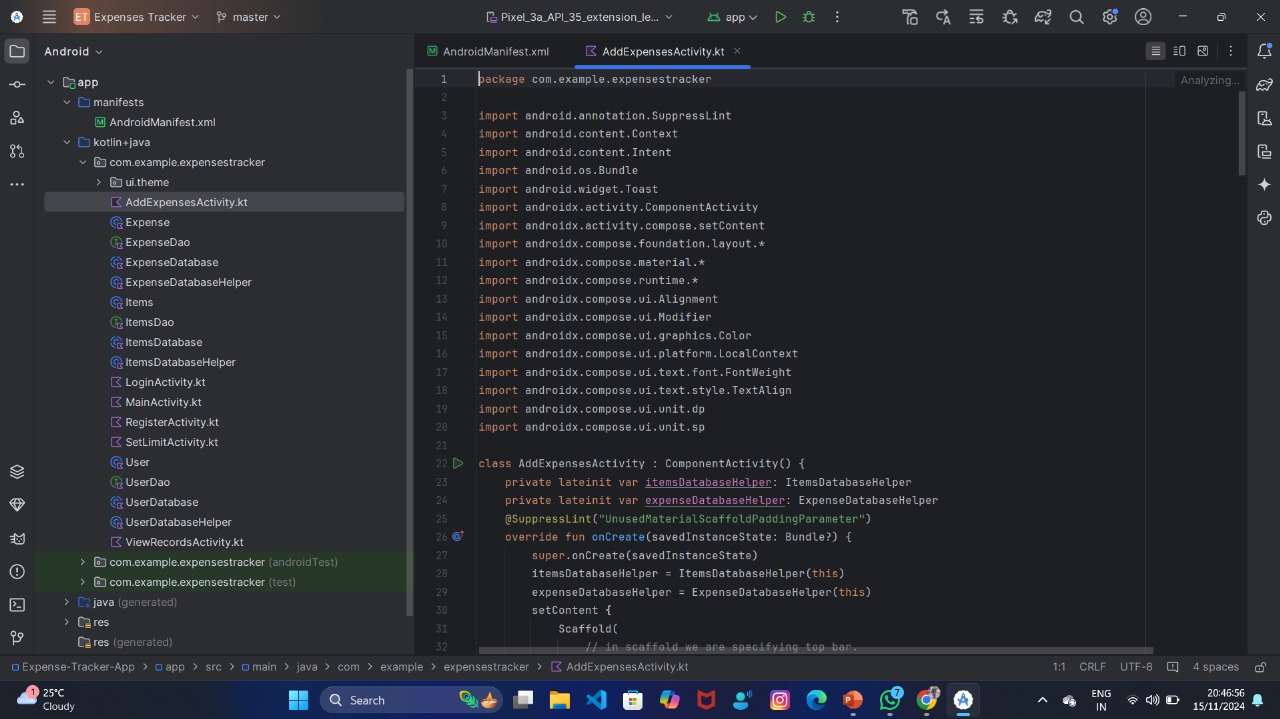 ET Expenses Tracker
master
Pixel_3a_API_35_extension_le...
app
Android
AndroidManifest.xml
AddExpensesActivity.kt
app
manifests
AndroidManifest.xml
kotlin+java
com.example.expensestracker
ui.theme
AddExpensesActivity.kt
Expense
ExpenseDao
ExpenseDatabase
ExpenseDatabaseHelper
Items
ItemsDao
ItemsDatabase
ItemsDatabaseHelper
LoginActivity.kt
MainActivity.kt
RegisterActivity.kt
SetLimitActivity.kt
User
UserDao
UserDatabase
UserDatabaseHelper
ViewRecordsActivity.kt
com.example.expensestracker (androidTest)
com.example.expensestracker (test)
java (generated)
res
res (generated)
Analyzing...
1 package com.example.expensestracker
2
3 import android.annotation.SuppressLint
4 import android.content.Context
5 import android.content.Intent
6 import android.os.Bundle
7 import android.widget.Toast
8 import androidx.activity.ComponentActivity
9 import androidx.activity.compose.setContent
10 import androidx.compose.foundation.layout.*
11 import androidx.compose.material.*
12 import androidx.compose.runtime.*
13 import androidx.compose.ui.Alignment
14 import androidx.compose.ui.Modifier
15 import androidx.compose.ui.graphics.Color
16 import androidx.compose.ui.platform.LocalContext
17 import androidx.compose.ui.text.font.FontWeight
18 import androidx.compose.ui.text.style.TextAlign
19 import androidx.compose.ui.unit.dp
20 import androidx.compose.ui.unit.sp
21
22 class AddExpensesActivity : ComponentActivity() {
23 private lateinit var itemsDatabaseHelper: ItemsDatabaseHelper
24 private lateinit var expenseDatabaseHelper: ExpenseDatabaseHelper
25 @SuppressLint("UnusedMaterialScaffoldPaddingParameter")
26 override fun onCreate(savedInstanceState: Bundle?) {
27 super.onCreate(savedInstanceState)
28 itemsDatabaseHelper = ItemsDatabaseHelper(this)
29 expenseDatabaseHelper = ExpenseDatabaseHelper(this)
30 setContent {
31 Scaffold(
32 // in scaffold we are specifying top bar.
Expense-Tracker-App > app > src > main > java > com > example > expensestracker > AddExpensesActivity.kt
1:1 CRLF UTF-8 4 spaces
1
25°C
Cloudy
Search
7
ENG
IN
20:46:56
15/11/2024